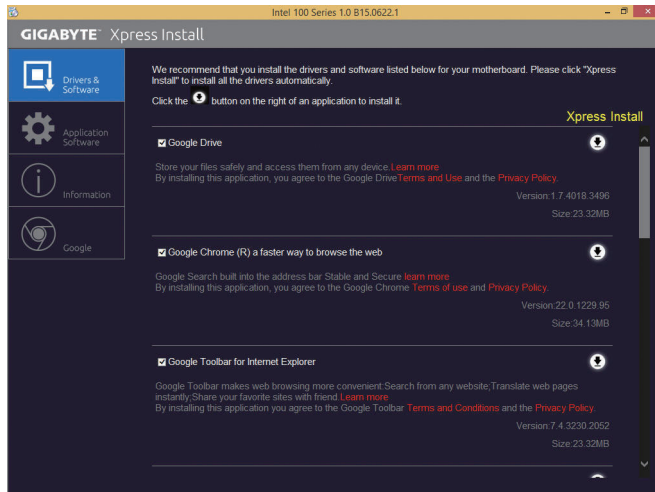 Intel 100 Series 1.0 B15.0622.1
GIGABYTE™ Xpress Install
Drivers &
Software
Application
Software
Information
Google
We recommend that you install the drivers and software listed below for your motherboard. Please click "Xpress
Install" to install all the drivers automatically.
Click the button on the right of an application to install it.
Xpress Install
Google Drive
Store your files safely and access them from any device.Learn more
By installing this application, you agree to the Google DriveTerms and Use and the Privacy Policy.
Version:1.7.4018.3496
Size:23.32MB
Google Chrome (R) a faster way to browse the web
Google Search built into the address bar Stable and Secure learn more
By installing this application, you agree to the Google Chrome Terms of use and Privacy Policy.
Version:22.0.1229.95
Size:34.13MB
Google Toolbar for Internet Explorer
Google Toolbar makes web browsing more convenient:Search from any website;Translate web pages
instantly;Share your favorite sites with friend.Learn more
By installing this application you agree to the Google Toolbar Terms and Conditions and the Privacy Policy.
Version:7.4.3230.2052
Size:23.32MB